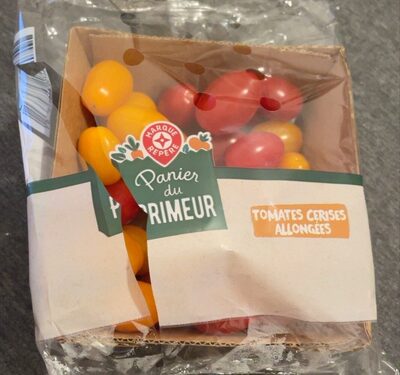 MARQUE
REPÈRE
Panier
du
PRIMEUR
TOMATES CERISES
ALLONGÉES